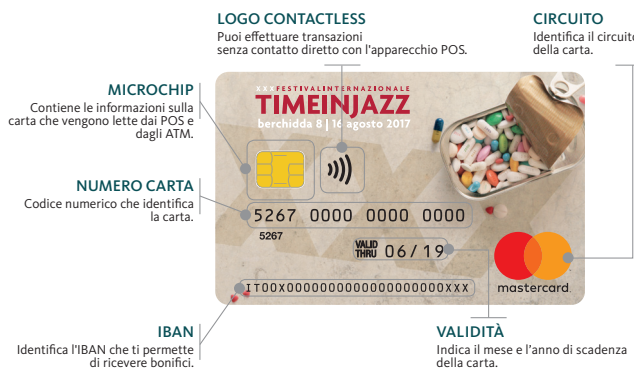 LOGO CONTACTLESS
Puoi effettuare transazioni
senza contatto diretto con l'apparecchio POS.
CIRCUITO
Identifica il circuito
della carta.
MICROCHIP
Contiene le informazioni sulla
carta che vengono lette dai POS e
dagli ATM.
XXXFESTIVALINTERNAZIONALE
TIMEINJAZZ
berchidda 8 | 16 agosto 2017
NUMERO CARTA
Codice numerico che identifica
la carta.
5267 0000 0000 0000
5267
VALID
THRU 06/19
mastercard
IT00X0000000000000000000000XXX
IBAN
Identifica l'IBAN che ti permette
di ricevere bonifici.
VALIDITÀ
Indica il mese e l'anno di scadenza
della carta.